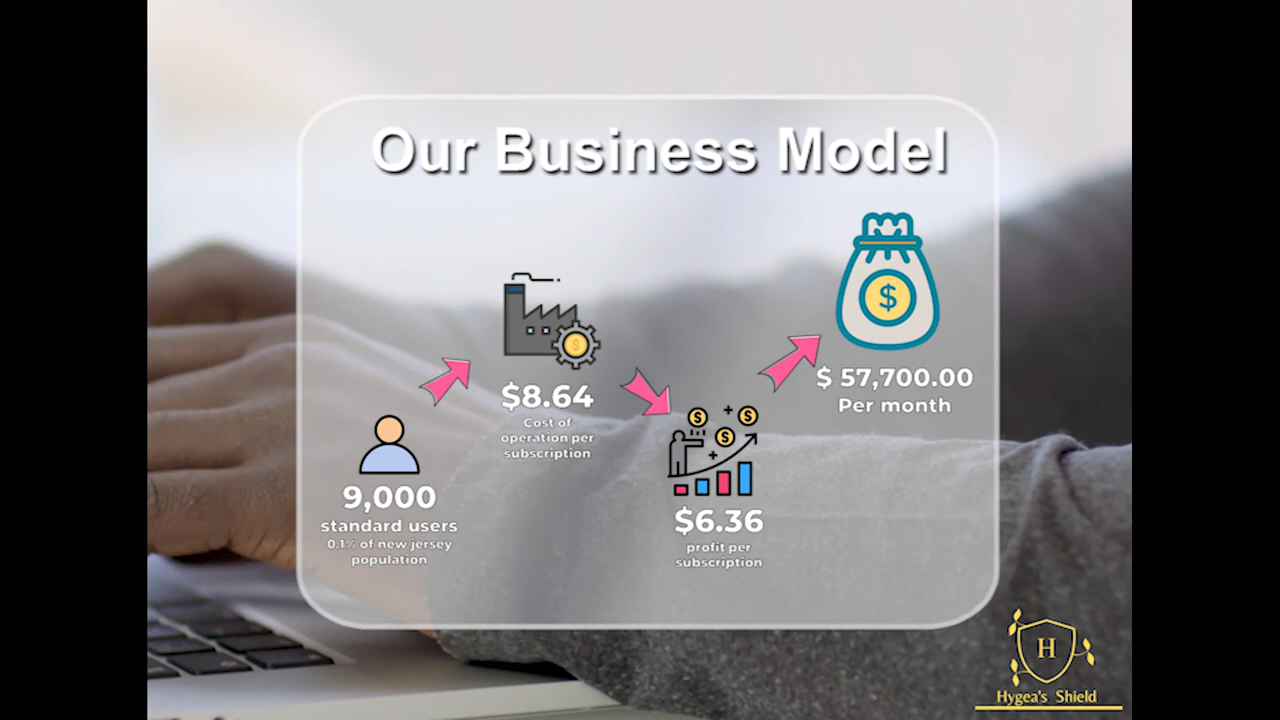 Our Business Model
9,000
standard users
0.1% of new jersey
population
$8.64
Cost of
operation per
subscription
$6.36
profit per
subscription
$ 57,700.00
Per month
H
Hygea's Shield